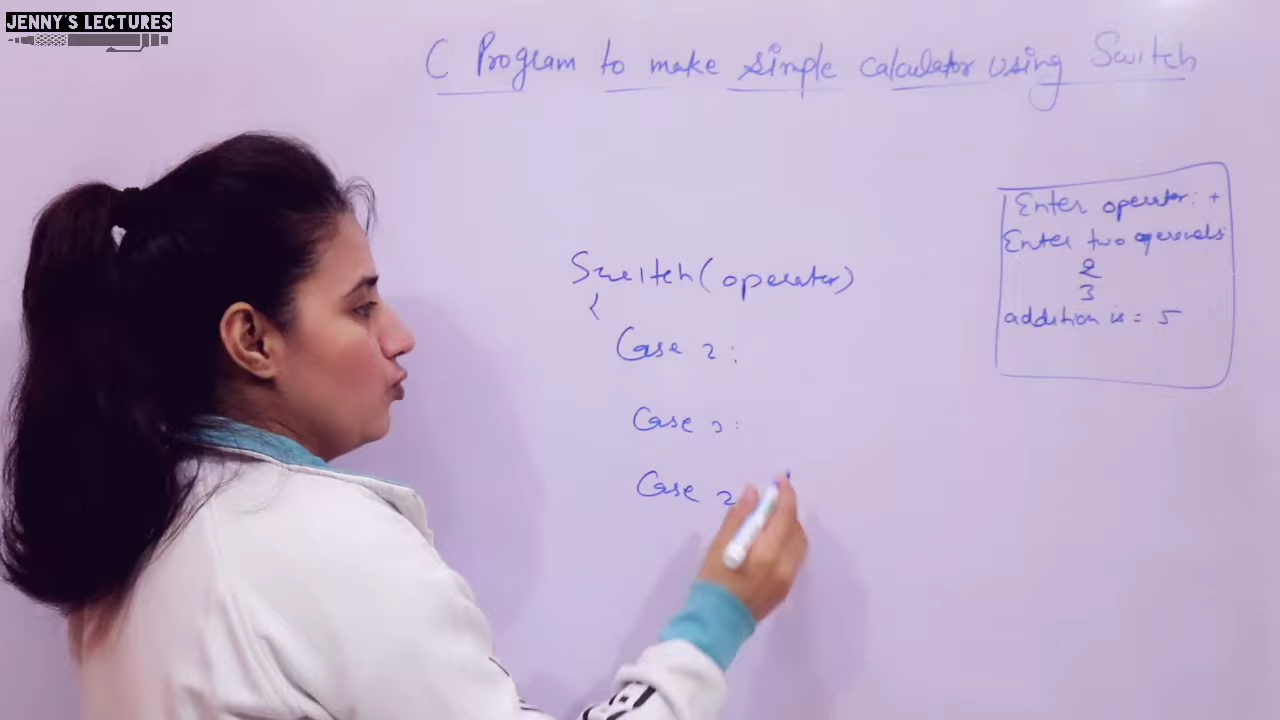 JENNY'S LECTURES
C Program to make simple calculator using Switch
Enter operator: +
Enter two operands:
2
3
addition is = 5
Switch(operator)
{
Case 2:
Case 2:
Case 2